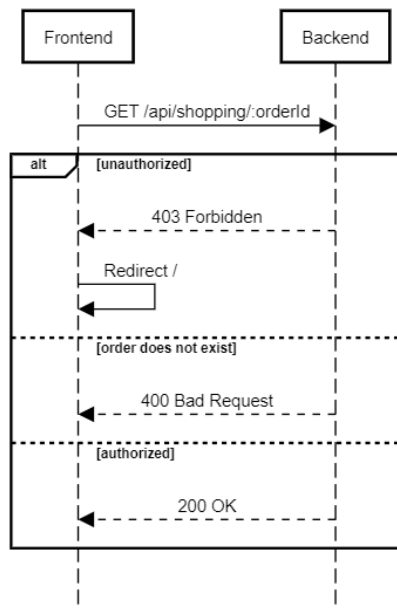 Frontend
Backend
GET /api/shopping/:orderId
alt
[unauthorized]
403 Forbidden
Redirect /
[order does not exist]
400 Bad Request
[authorized]
200 OK